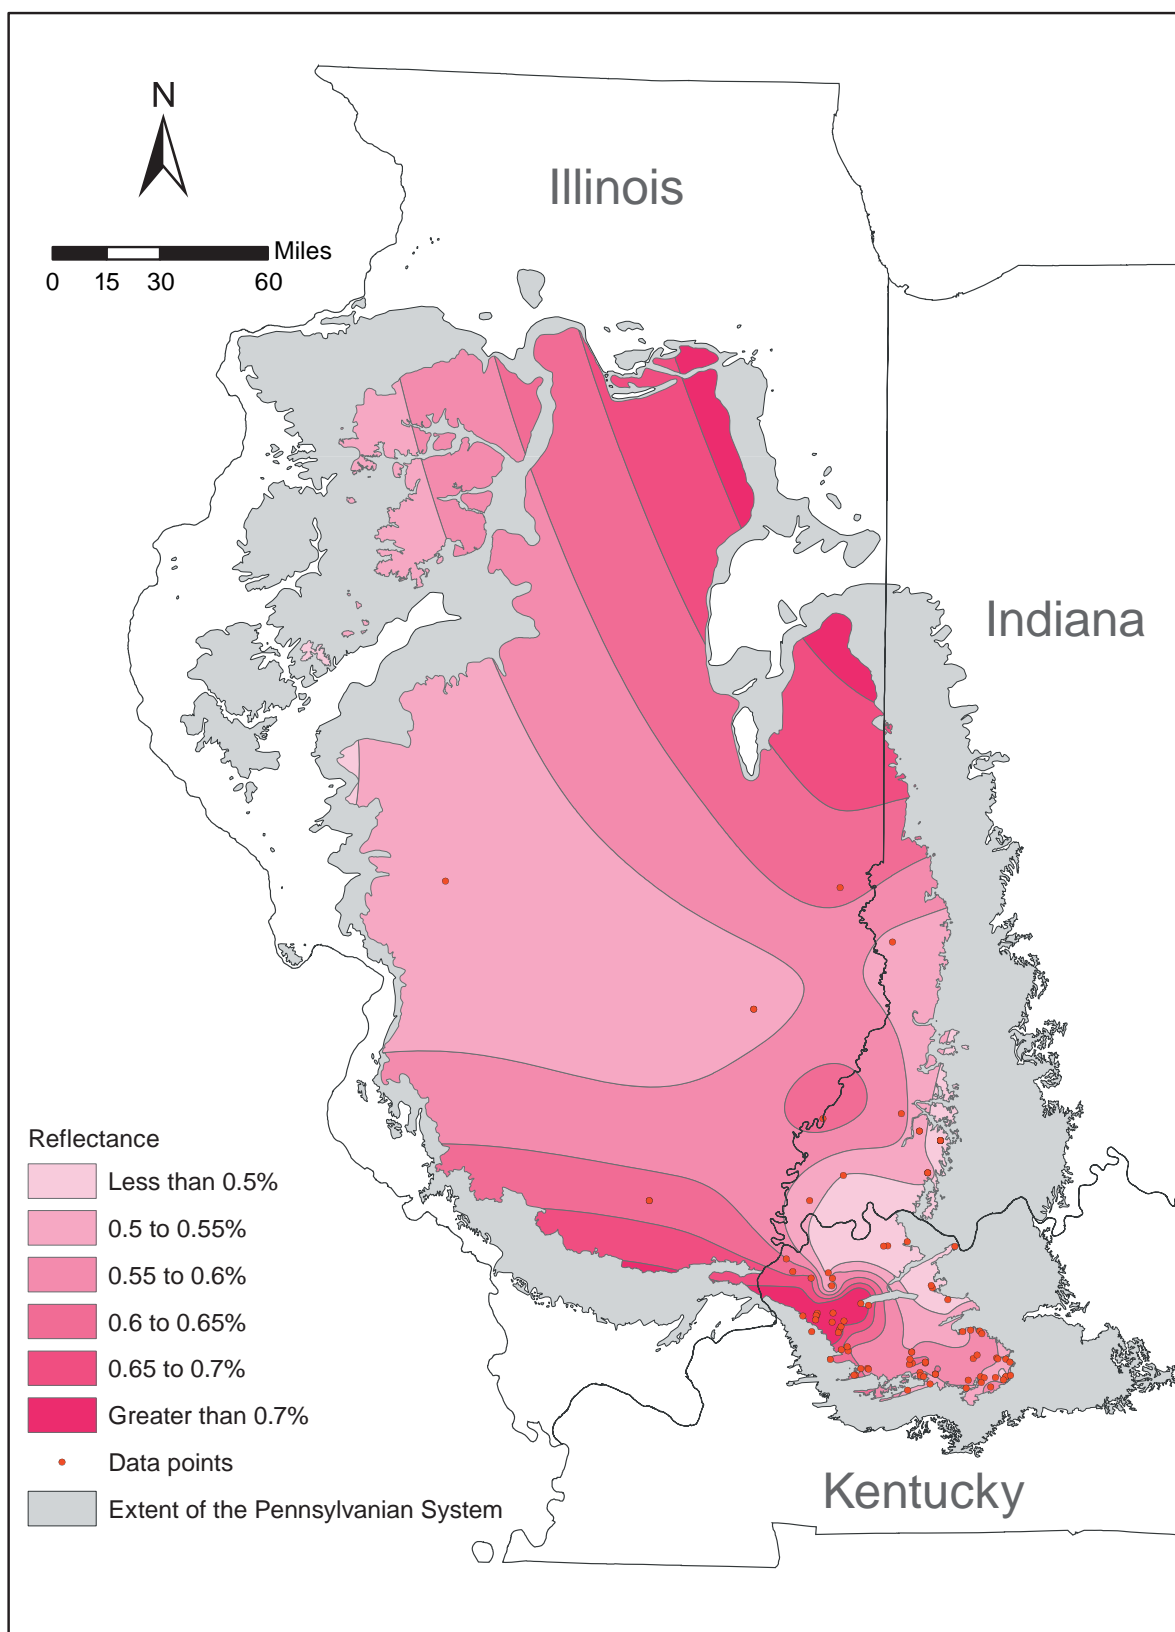 N
Illinois
Miles
0 15 30 60
Indiana
Reflectance
Less than 0.5%
0.5 to 0.55%
0.55 to 0.6%
0.6 to 0.65%
0.65 to 0.7%
Greater than 0.7%
Data points
Extent of the Pennsylvanian System
Kentucky